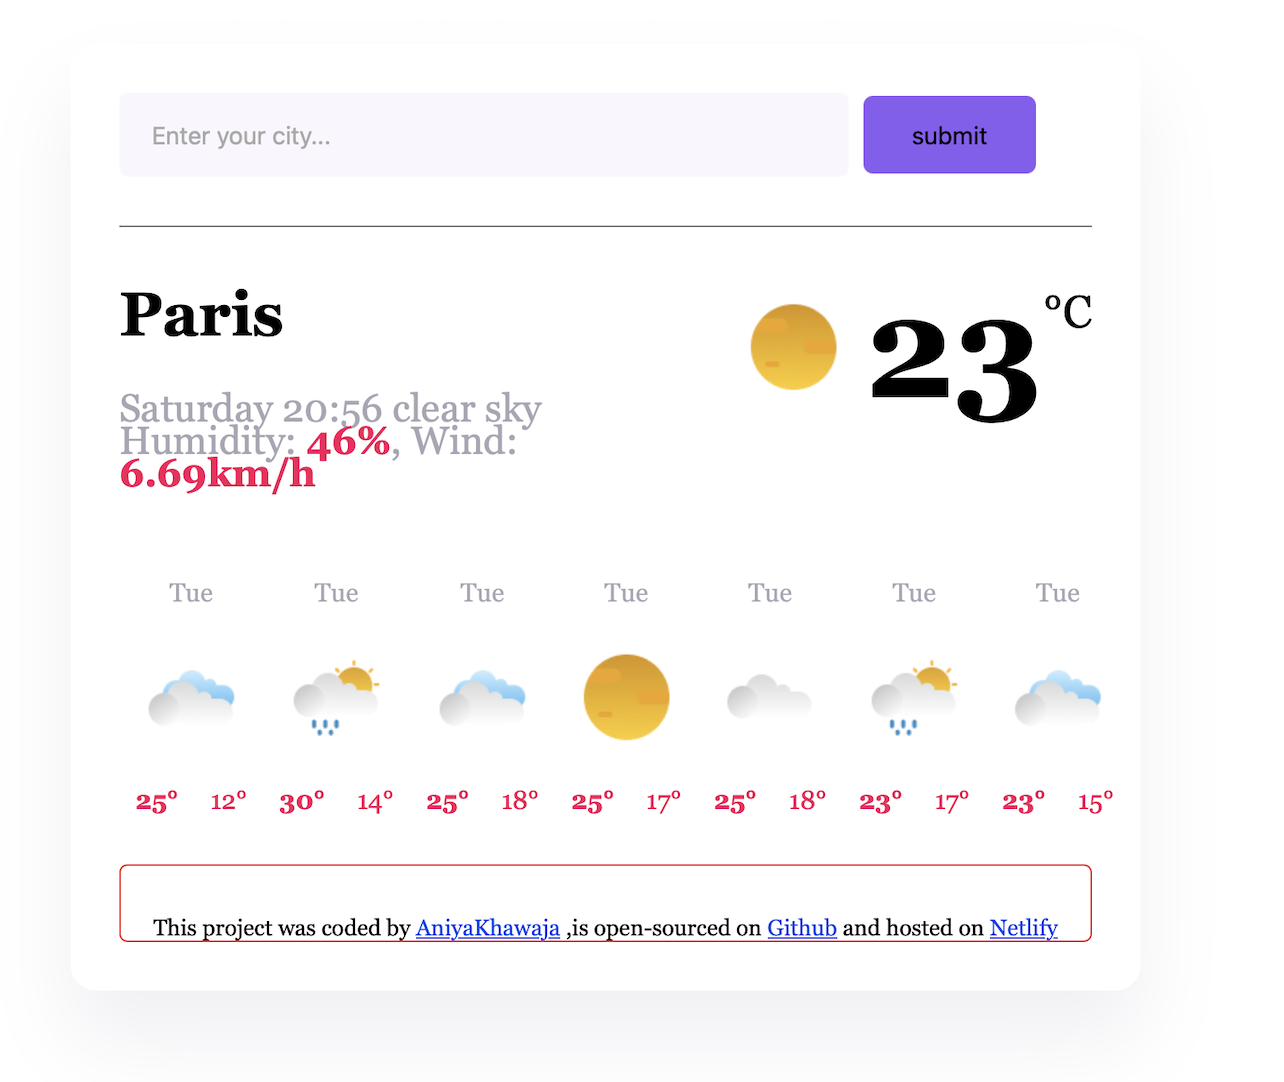 Enter your city...
submit
Paris
23 °C
Saturday 20:56 clear sky
Humidity: 46%, Wind:
6.69km/h
Tue Tue Tue Tue Tue Tue Tue
25° 12° 30° 14° 25° 18° 25° 17° 25° 18° 23° 17° 23° 15°
This project was coded by AniyaKhawaja ,is open-sourced on Github and hosted on Netlify